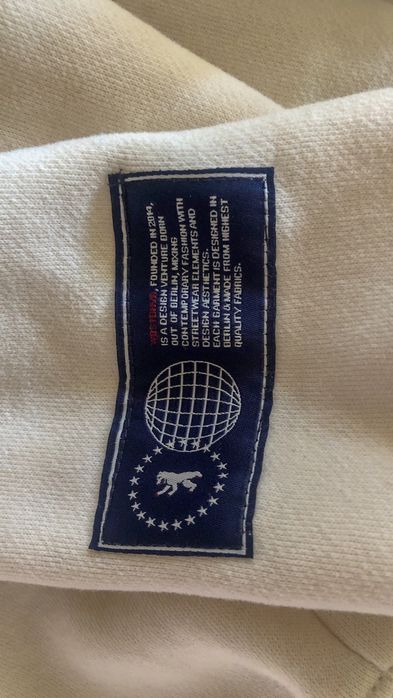 , FOUNDED IN 2014,
IS A DESIGN VENTURE BORN
OUT OF BERLIN, MIXING
CONTEMPORARY FASHION WITH
STREETWEAR ELEMENTS AND
DESIGN AESTHETICS.
EACH GARMENT IS DESIGNED IN
BERLIN & MADE FROM HIGHEST
QUALITY FABRICS.